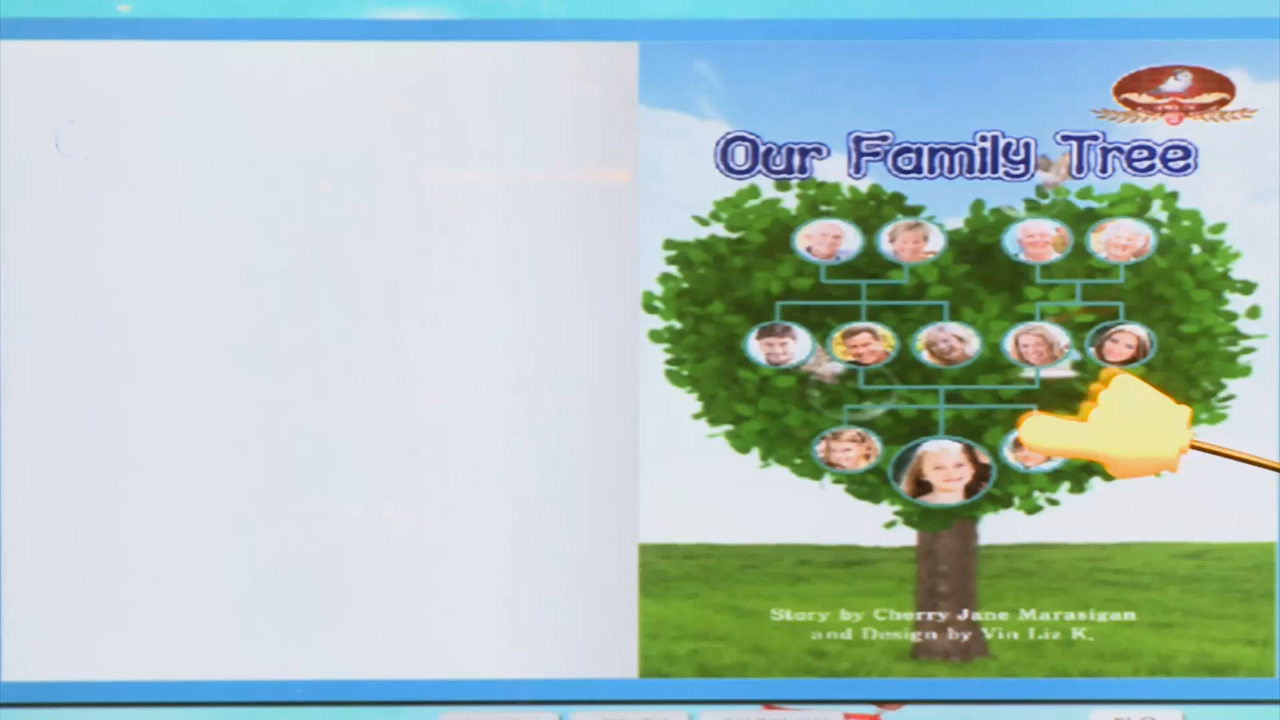 Our Family Tree
Story by Cherry Jane Marasigan
and Design by Vin Liz K.